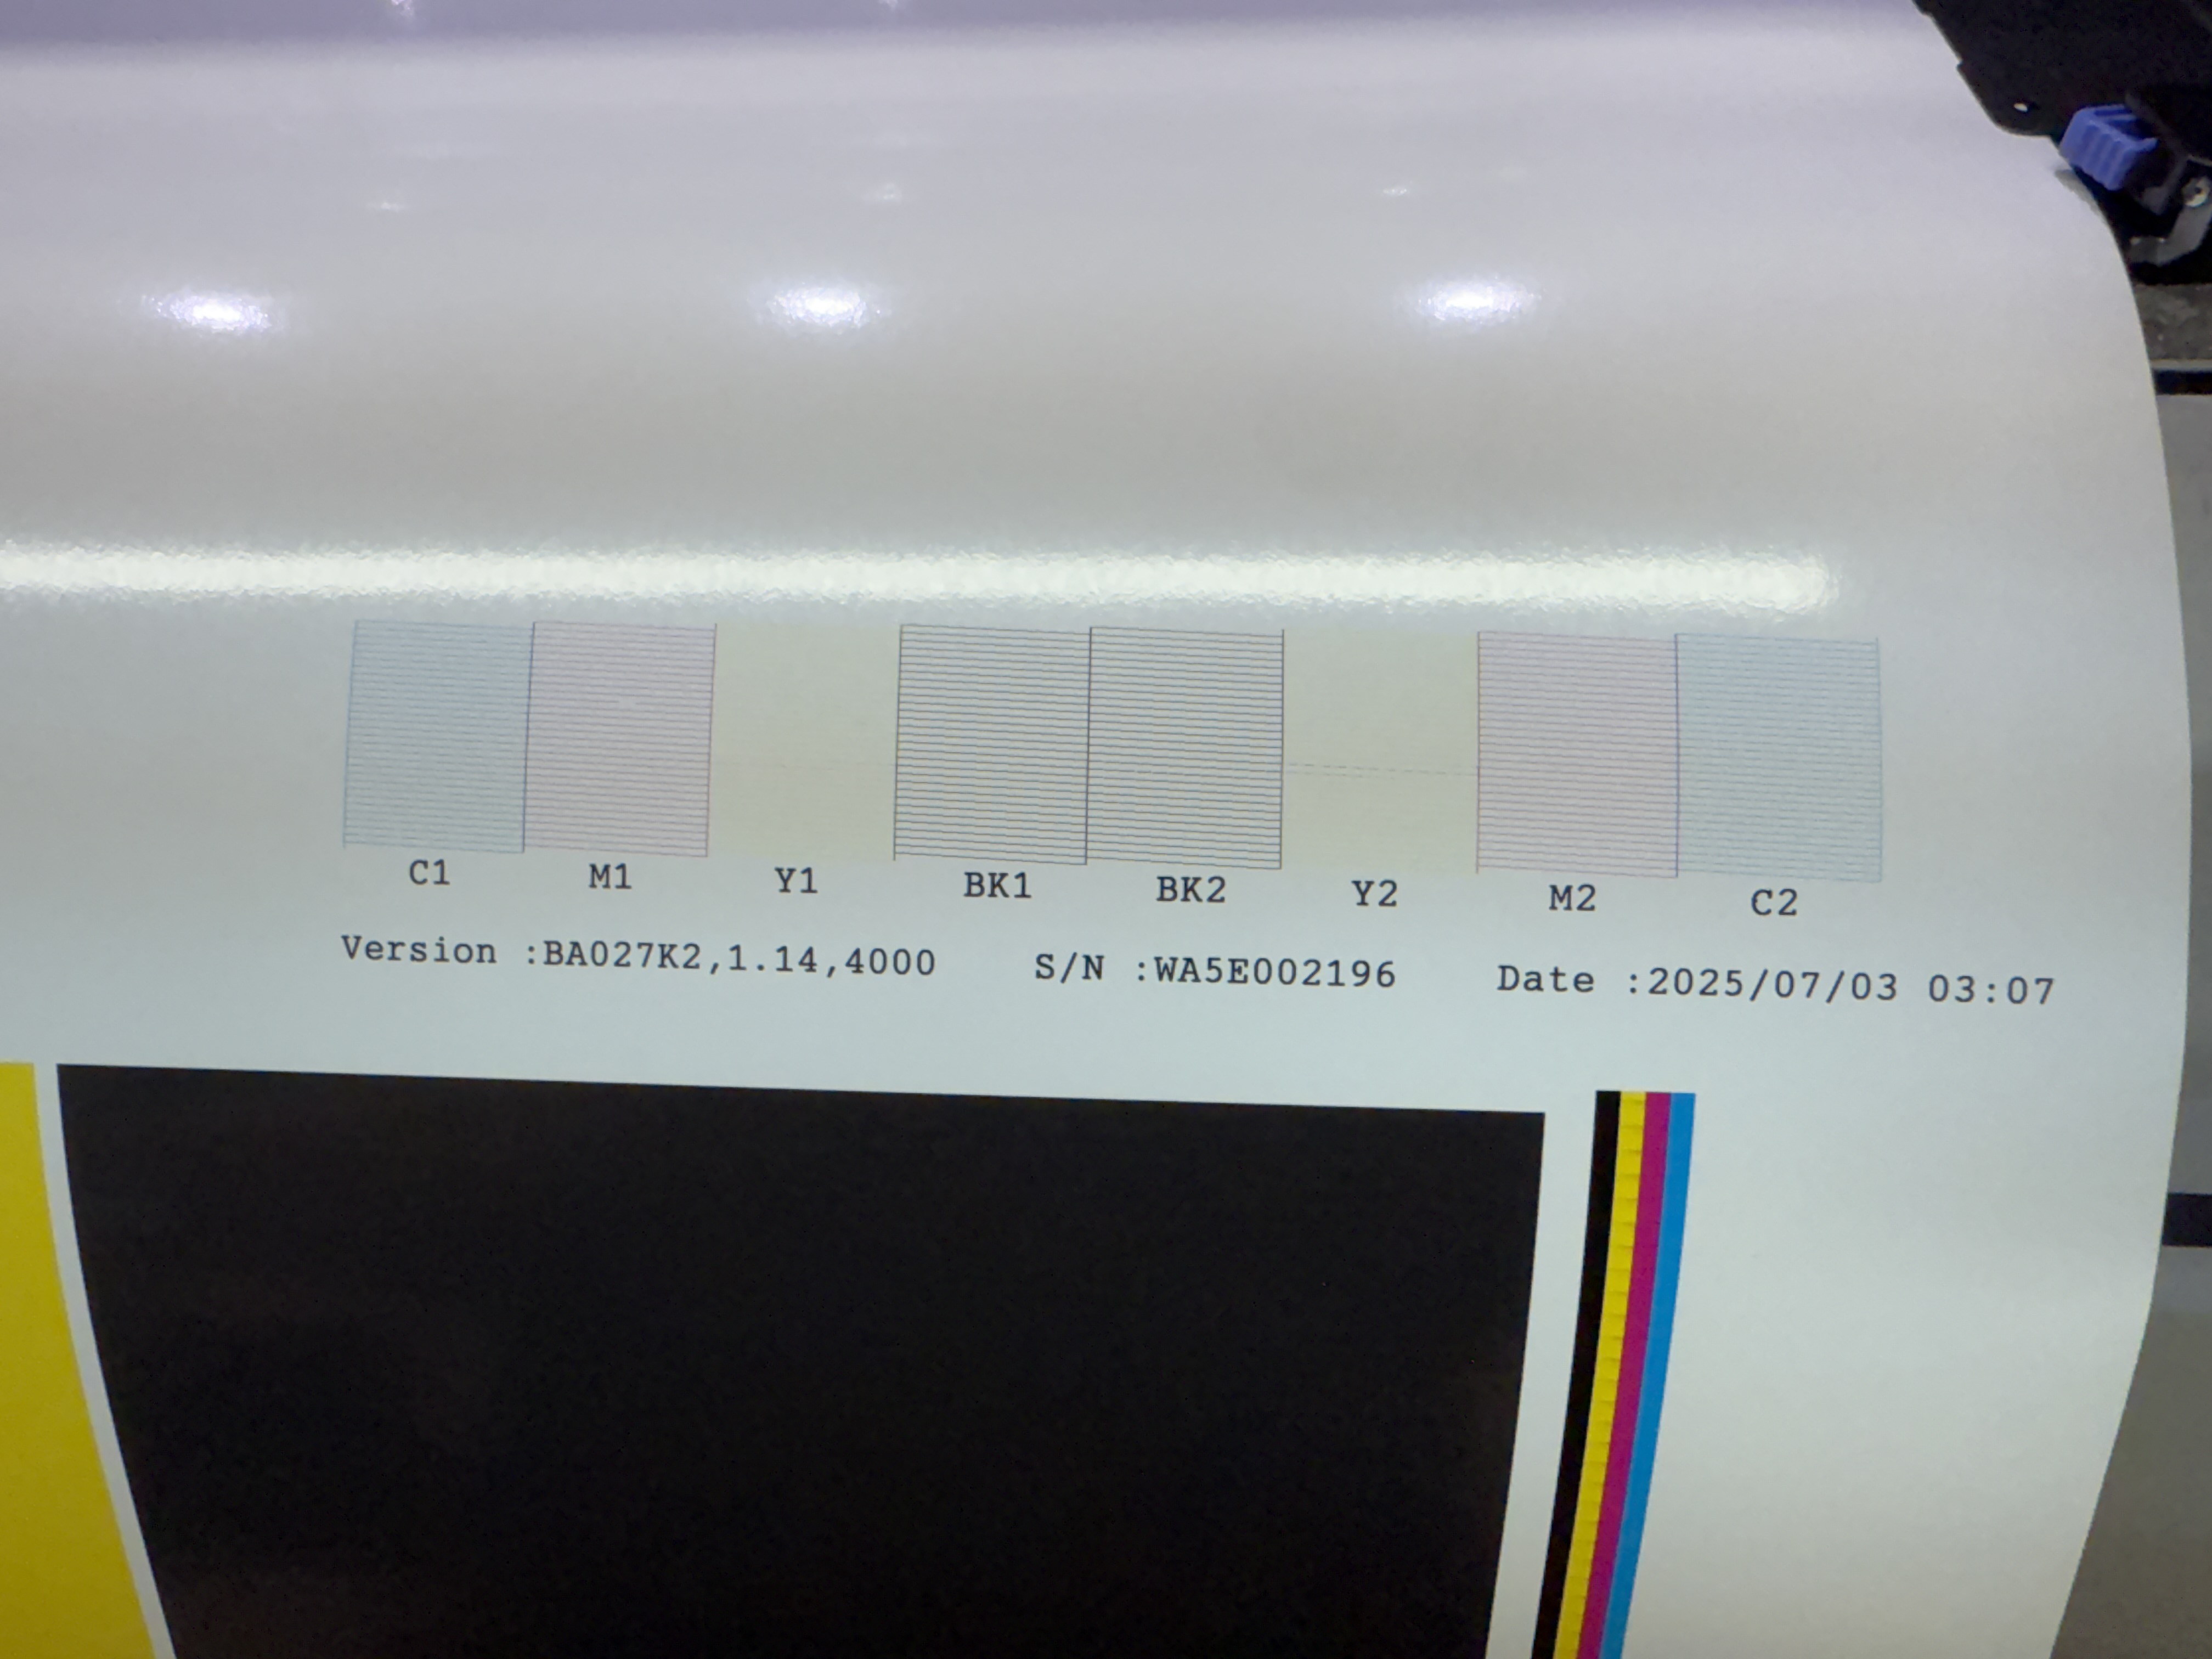 C1 M1 Y1 BK1 BK2 Y2 M2 C2
Version :BA027K2,1.14,4000 S/N :WA5E002196 Date :2025/07/03 03:07